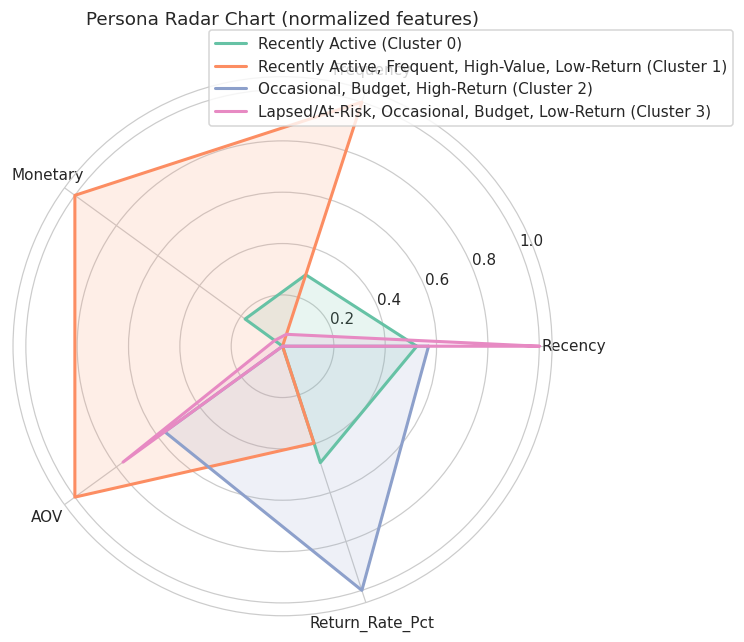 Persona Radar Chart (normalized features)
Recently Active (Cluster 0)
Recently Active, Frequent, High-Value, Low-Return (Cluster 1)
Occasional, Budget, High-Return (Cluster 2)
Lapsed/At-Risk, Occasional, Budget, Low-Return (Cluster 3)
Frequency
Monetary
1.0
0.8
0.6
0.4
0.2
Recency
AOV
Return_Rate_Pct